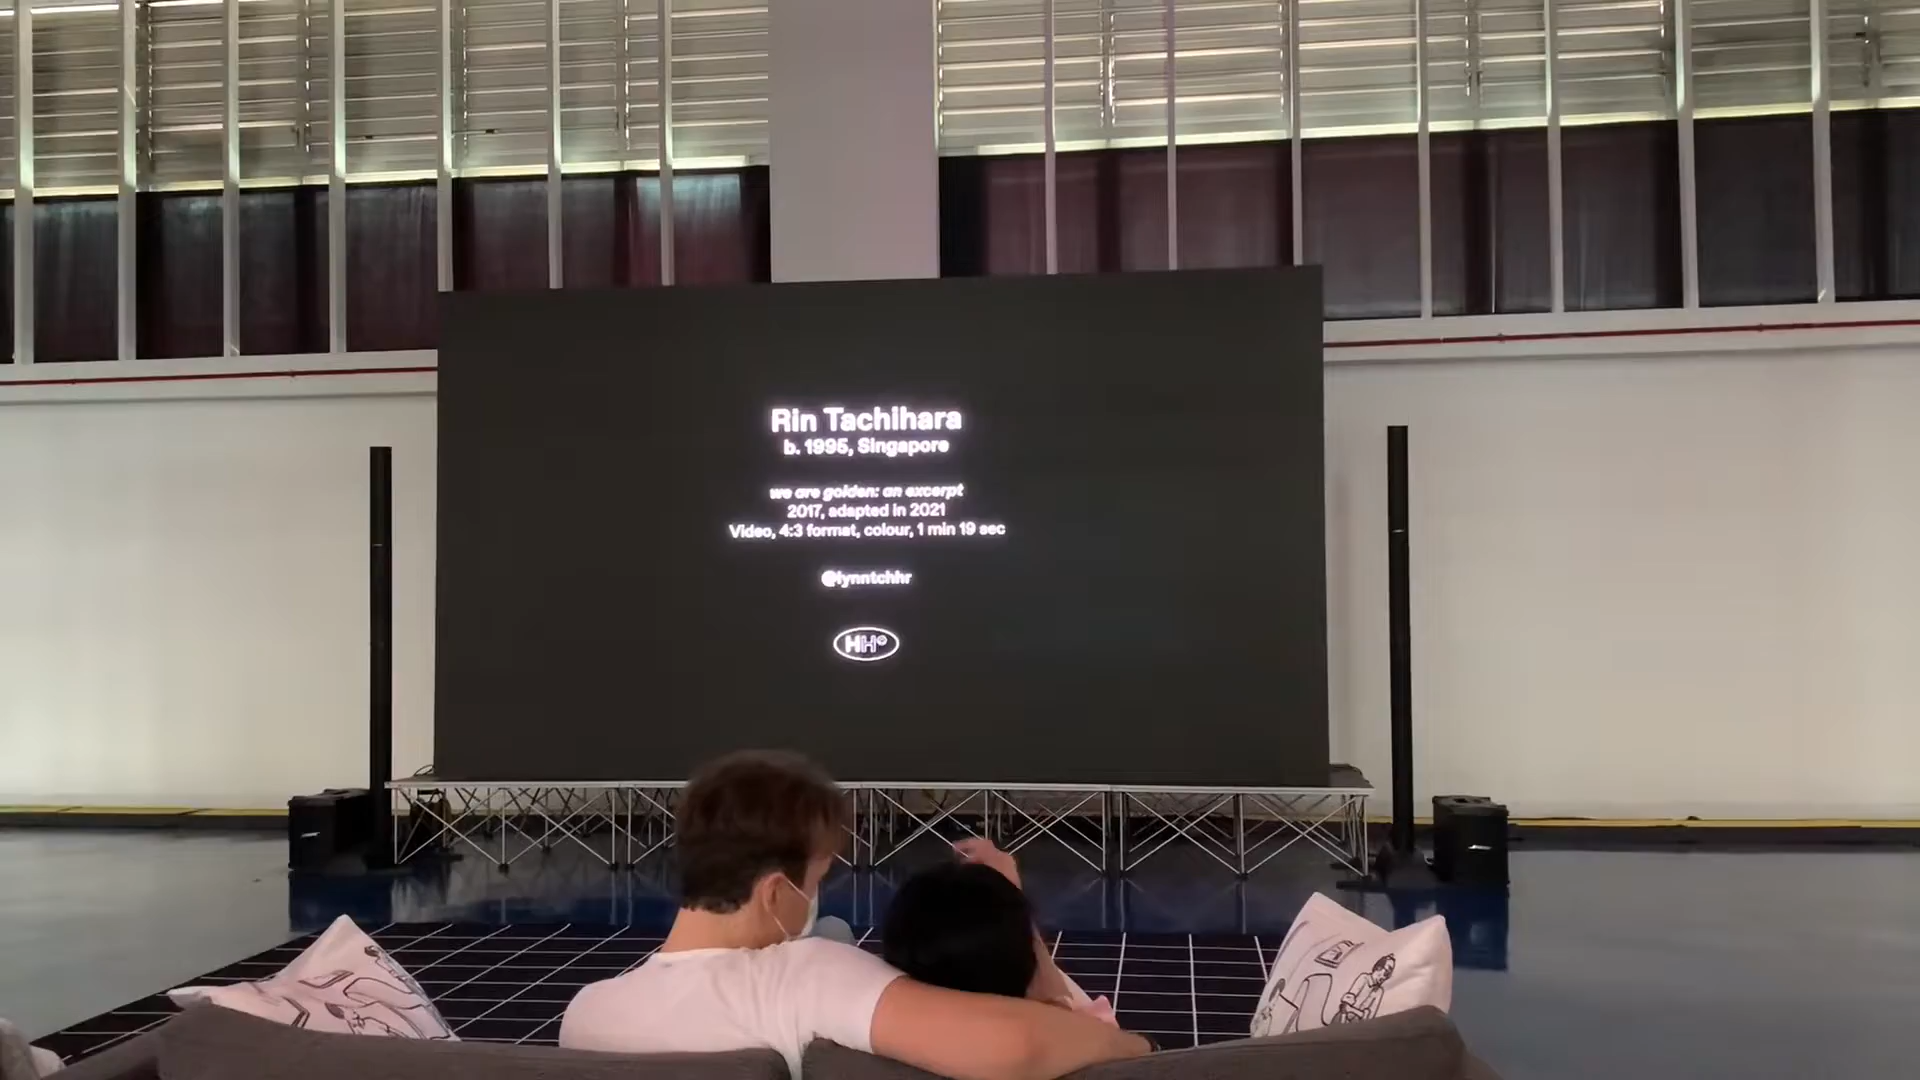 Rin Tachihara
b. 1995, Singapore
we are golden: an excerpt
2017, adapted in 2021
Video, 4:3 format, colour, 1 min 19 sec
@lynntchhr
HH©